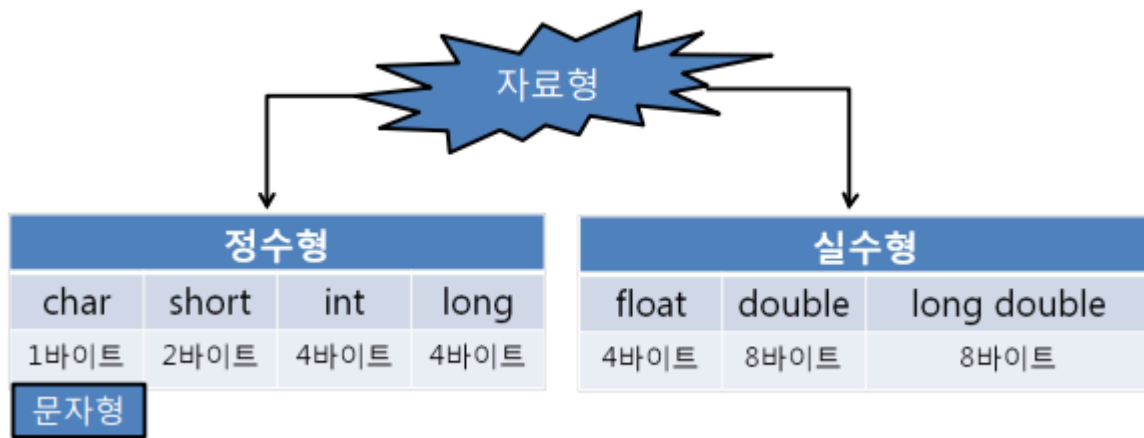 자료형
정수형
char short int long
1바이트 2바이트 4바이트 4바이트
문자형
실수형
float double long double
4바이트 8바이트 8바이트